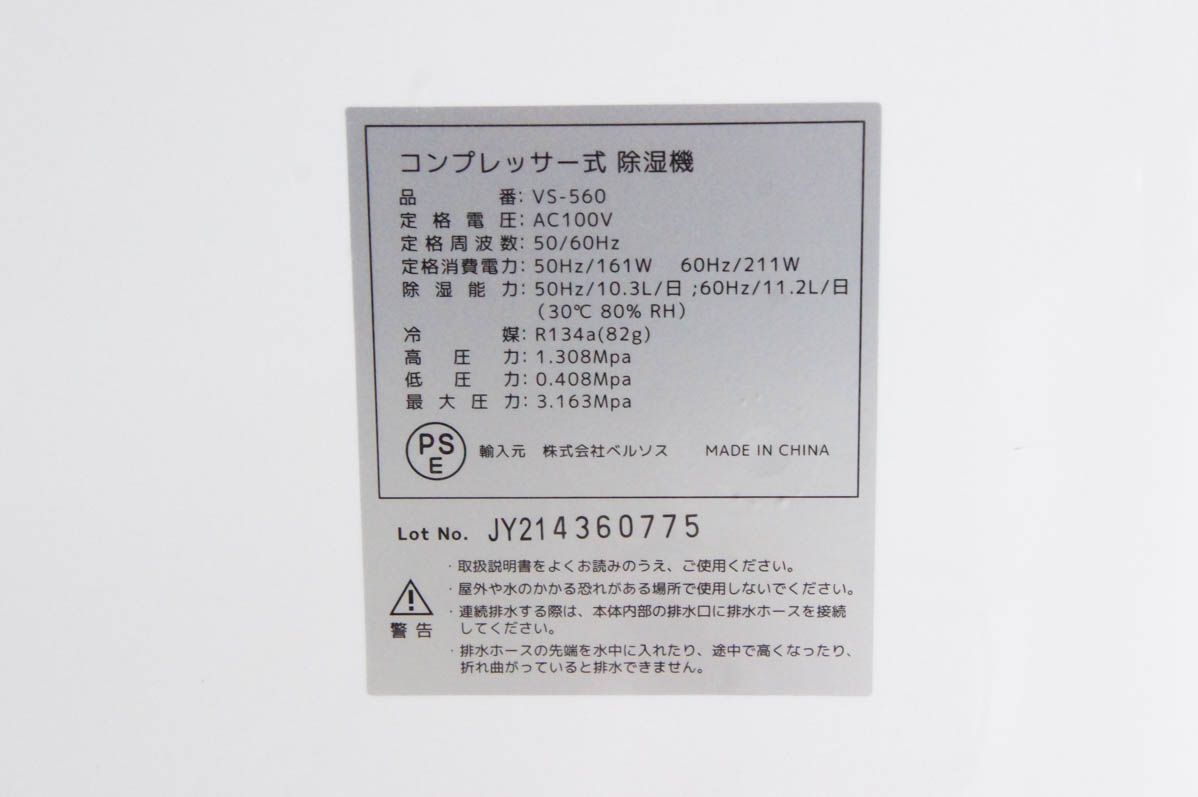 コンプレッサー式 除湿機
品番: VS-560
定格電圧: AC100V
定格周波数: 50/60Hz
定格消費電力: 50Hz/161W 60Hz/211W
除湿能力: 50Hz/10.3L/日 ;60Hz/11.2L/日
(30℃ 80% RH)
冷媒: R134a(82g)
高圧力: 1.308Mpa
低圧力: 0.408Mpa
最大圧力: 3.163Mpa
PS
E
輸入元 株式会社ベルソス MADE IN CHINA
Lot No. JY214360775
・取扱説明書をよくお読みのうえ、ご使用ください。
・屋外や水のかかる恐れがある場所で使用しないでください。
・連続排水する際は、本体内部の排水口に排水ホースを接続
してください。
・排水ホースの先端を水中に入れたり、途中で高くなったり、
折れ曲がっていると排水できません。
警告